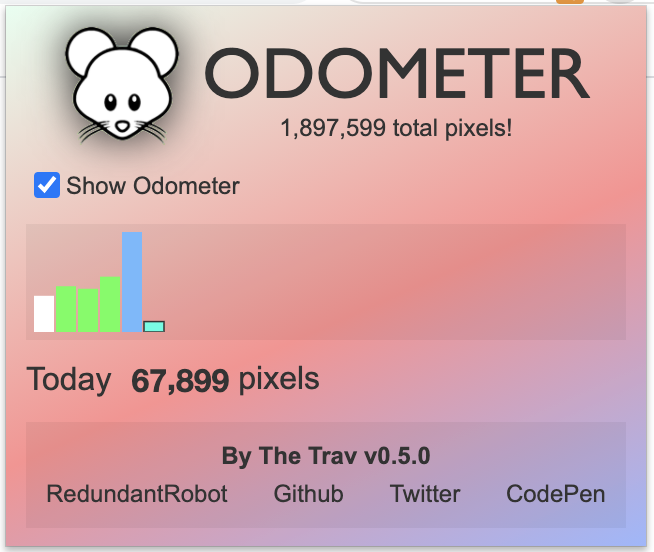 ODOMETER
1,897,599 total pixels!
Show Odometer
Today 67,899 pixels
By The Trav v0.5.0
RedundantRobot Github Twitter CodePen